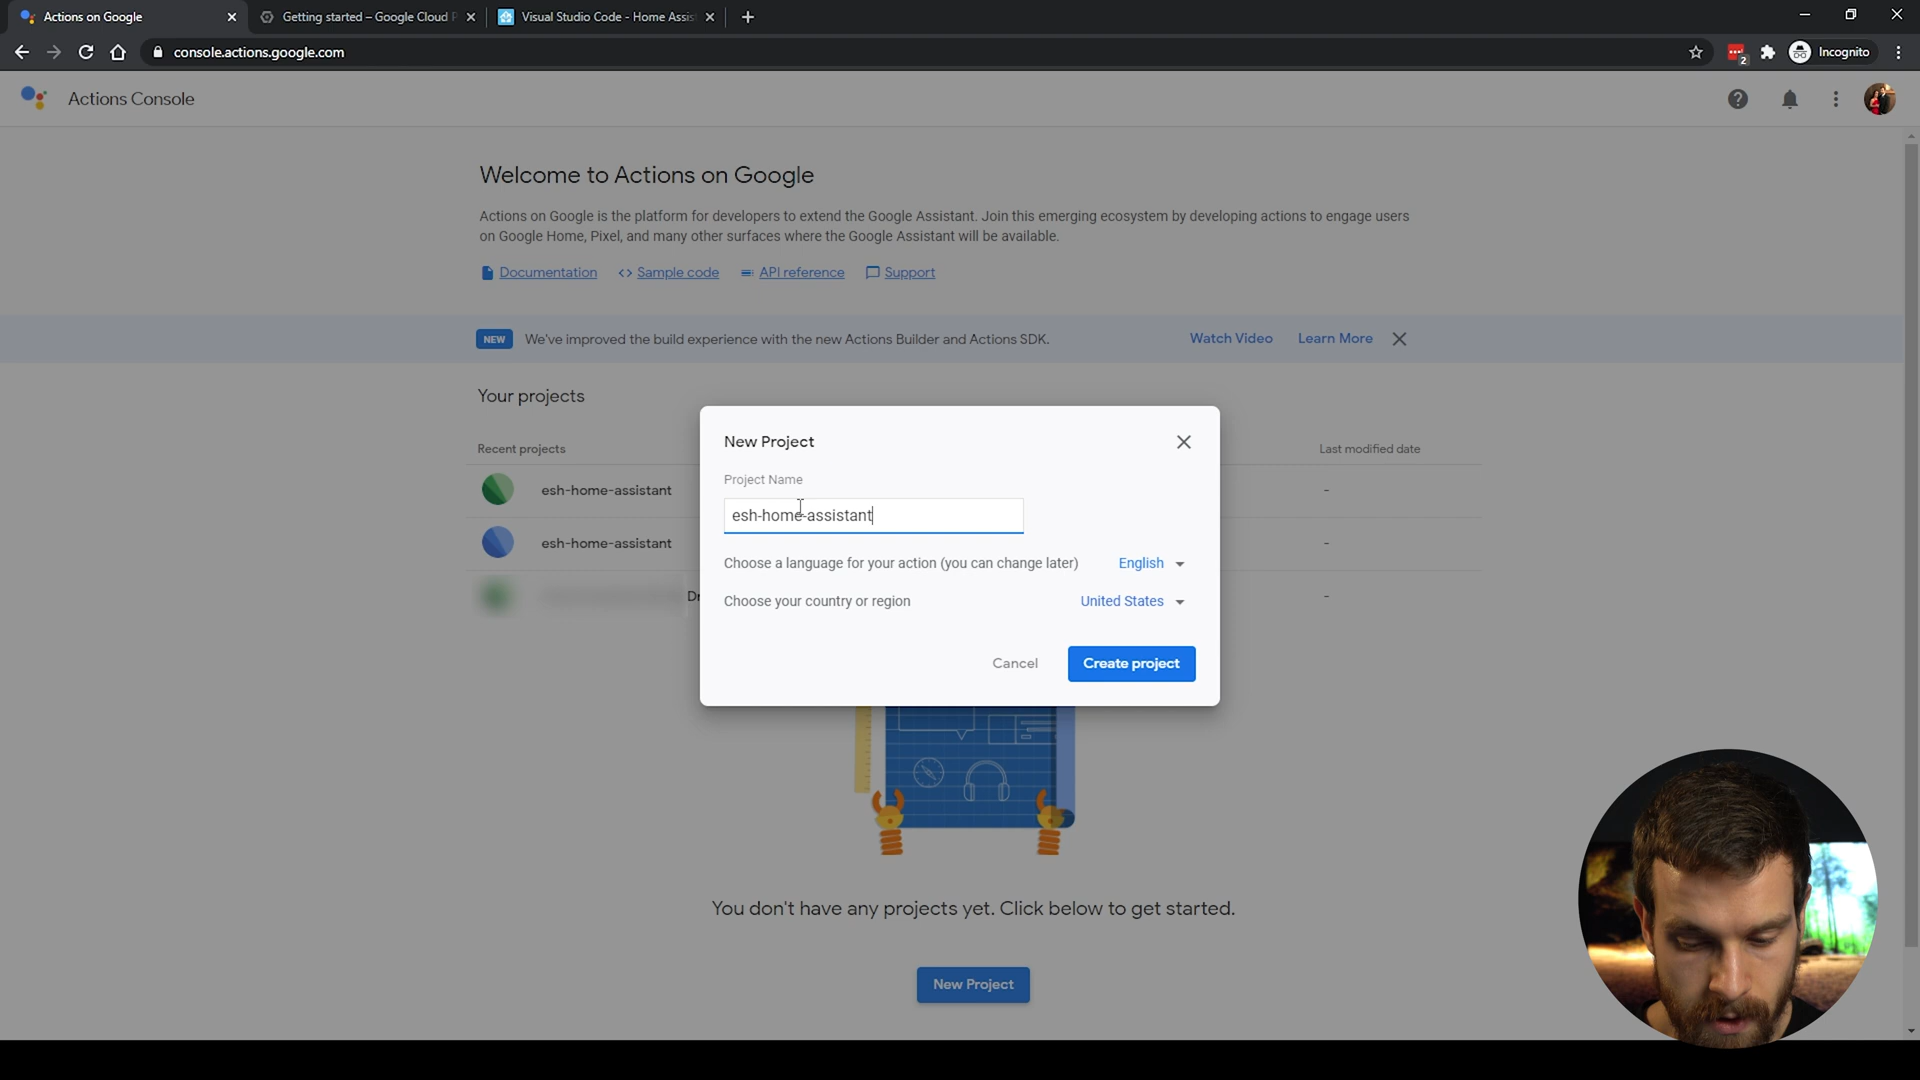 Actions on Google
Getting started – Google Cloud P
Visual Studio Code - Home Assis
console.actions.google.com
2
Incognito
Actions Console
Welcome to Actions on Google
Actions on Google is the platform for developers to extend the Google Assistant. Join this emerging ecosystem by developing actions to engage users
on Google Home, Pixel, and many other surfaces where the Google Assistant will be available.
Documentation
Sample code
API reference
Support
NEW
We've improved the build experience with the new Actions Builder and Actions SDK.
Watch Video
Learn More
Your projects
Recent projects
Last modified date
esh-home-assistant
-
esh-home-assistant
-
Dr
-
New Project
Project Name
esh-home-assistant
Choose a language for your action (you can change later)
English
Choose your country or region
United States
Cancel
Create project
You don't have any projects yet. Click below to get started.
New Project